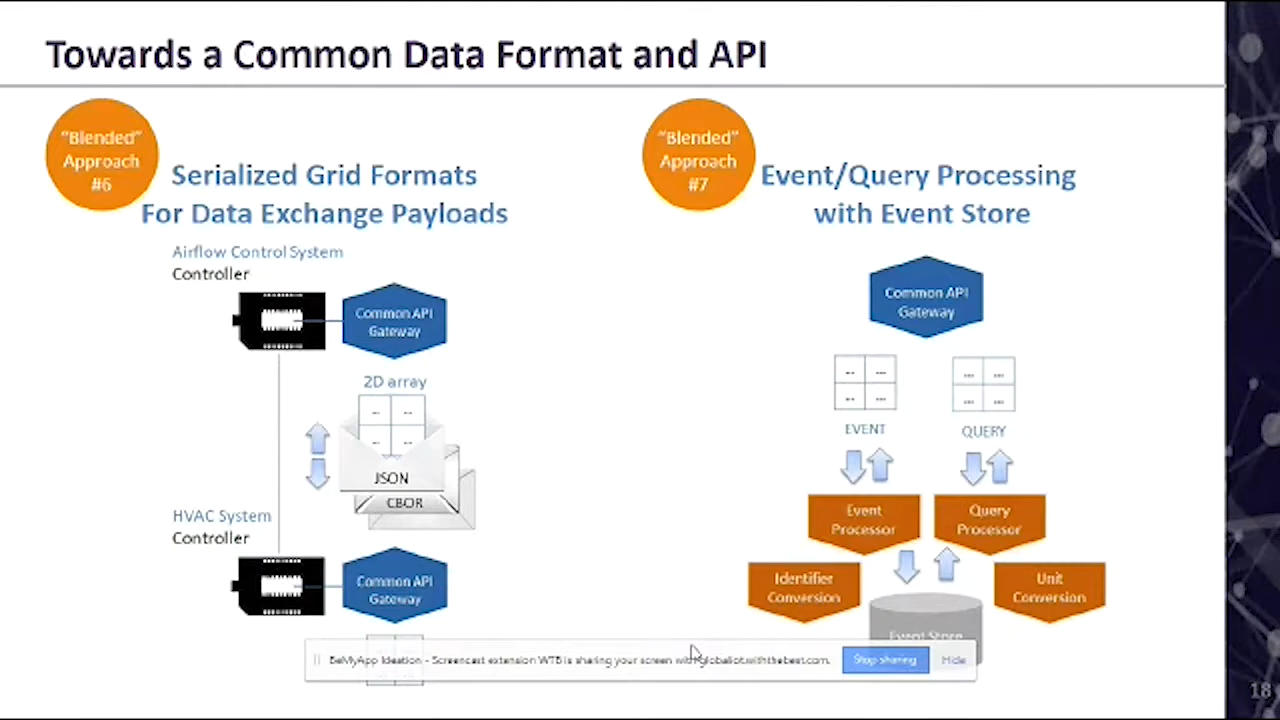 Towards a Common Data Format and API
"Blended"
Approach
#6
Serialized Grid Formats
For Data Exchange Payloads
Airflow Control System
Controller
Common API
Gateway
2D array
JSON
CBOR
HVAC System
Controller
Common API
Gateway
"Blended"
Approach
#7
Event/Query Processing
with Event Store
Common API
Gateway
EVENT
QUERY
Event
Processor
Query
Processor
Identifier
Conversion
Unit
Conversion
Event Store
BeMyApp Ideation - Screencast extension WTB is sharing your screen with globaliot.withthebest.com.
Stop sharing
Hide
18